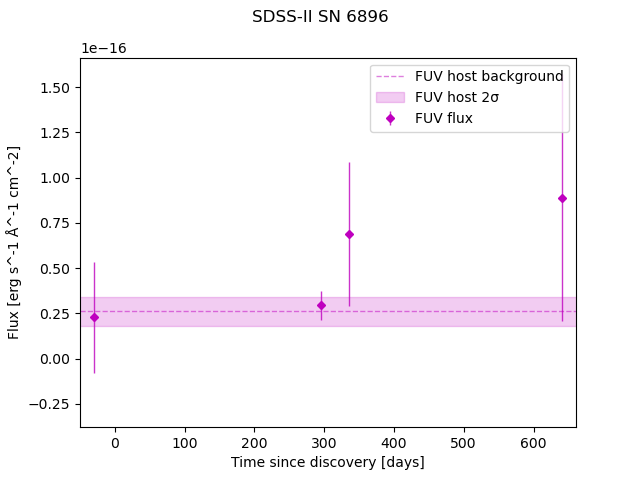 SDSS-II SN 6896
1e−16
FUV host background
FUV host 2σ
FUV flux
1.50
1.25
1.00
0.75
0.50
0.25
0.00
−0.25
Flux [erg s^-1 Å^-1 cm^-2]
0 100 200 300 400 500 600
Time since discovery [days]